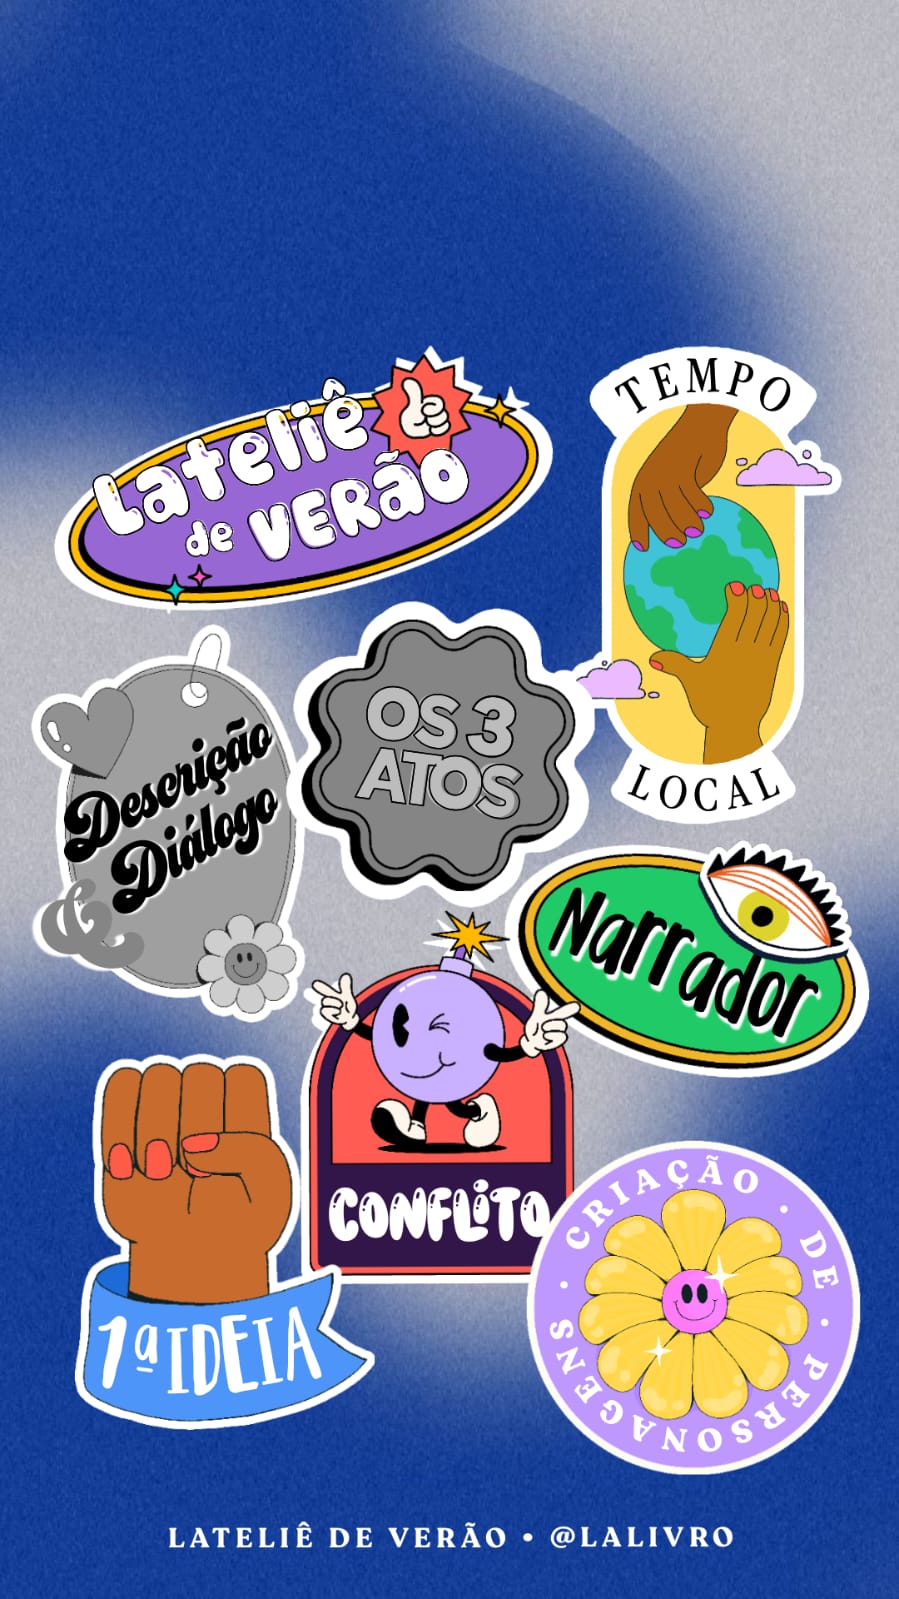 Lateliê
de VERÃO
TEMPO
LOCAL
OS 3
ATOS
Descrição
Diálogo
&
Narrador
CONFLITO
1ª IDEIA
CRIAÇÃO · DE · PERSONAGENS ·
LATELIÊ DE VERÃO • @LALIVRO